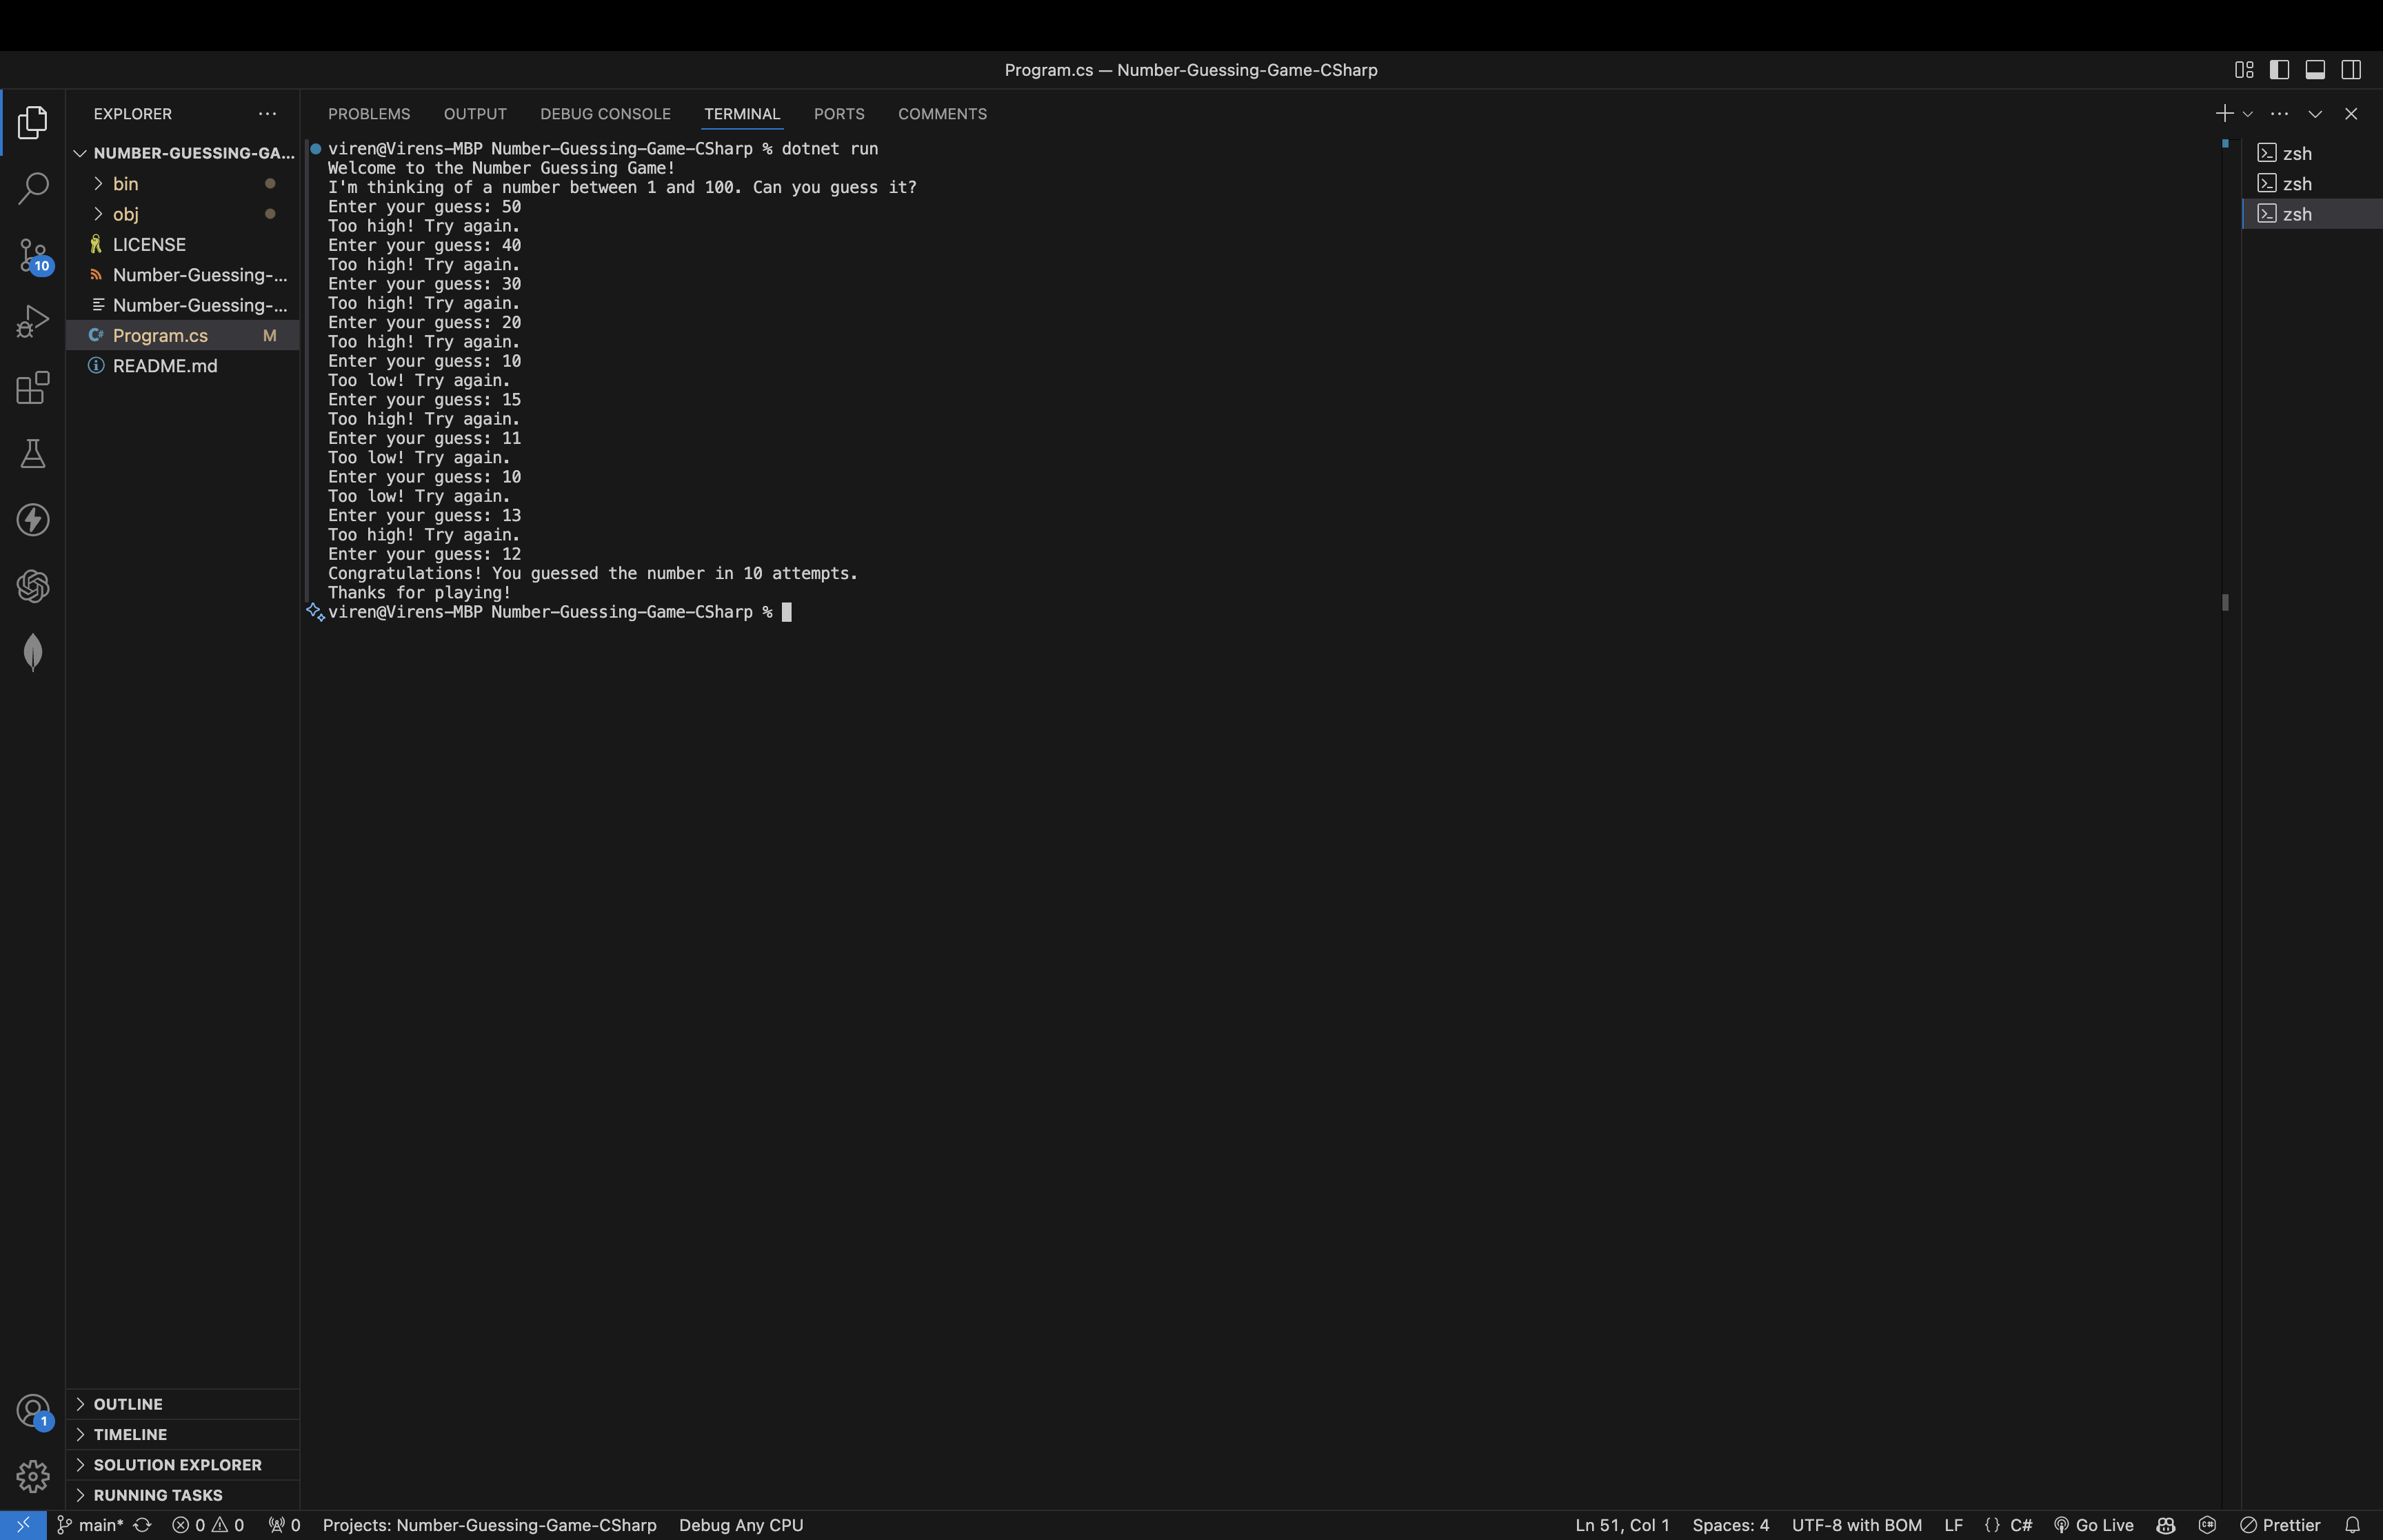 Program.cs — Number-Guessing-Game-CSharp
EXPLORER
NUMBER-GUESSING-GA...
bin
obj
LICENSE
Number-Guessing-...
Number-Guessing-...
C# Program.cs M
README.md
10
1
OUTLINE
TIMELINE
SOLUTION EXPLORER
RUNNING TASKS
PROBLEMS OUTPUT DEBUG CONSOLE TERMINAL PORTS COMMENTS
viren@Virens-MBP Number-Guessing-Game-CSharp % dotnet run
Welcome to the Number Guessing Game!
I'm thinking of a number between 1 and 100. Can you guess it?
Enter your guess: 50
Too high! Try again.
Enter your guess: 40
Too high! Try again.
Enter your guess: 30
Too high! Try again.
Enter your guess: 20
Too high! Try again.
Enter your guess: 10
Too low! Try again.
Enter your guess: 15
Too high! Try again.
Enter your guess: 11
Too low! Try again.
Enter your guess: 10
Too low! Try again.
Enter your guess: 13
Too high! Try again.
Enter your guess: 12
Congratulations! You guessed the number in 10 attempts.
Thanks for playing!
viren@Virens-MBP Number-Guessing-Game-CSharp %
zsh
zsh
zsh
main* 0 0 0 Projects: Number-Guessing-Game-CSharp Debug Any CPU Ln 51, Col 1 Spaces: 4 UTF-8 with BOM LF {} C# Go Live Prettier